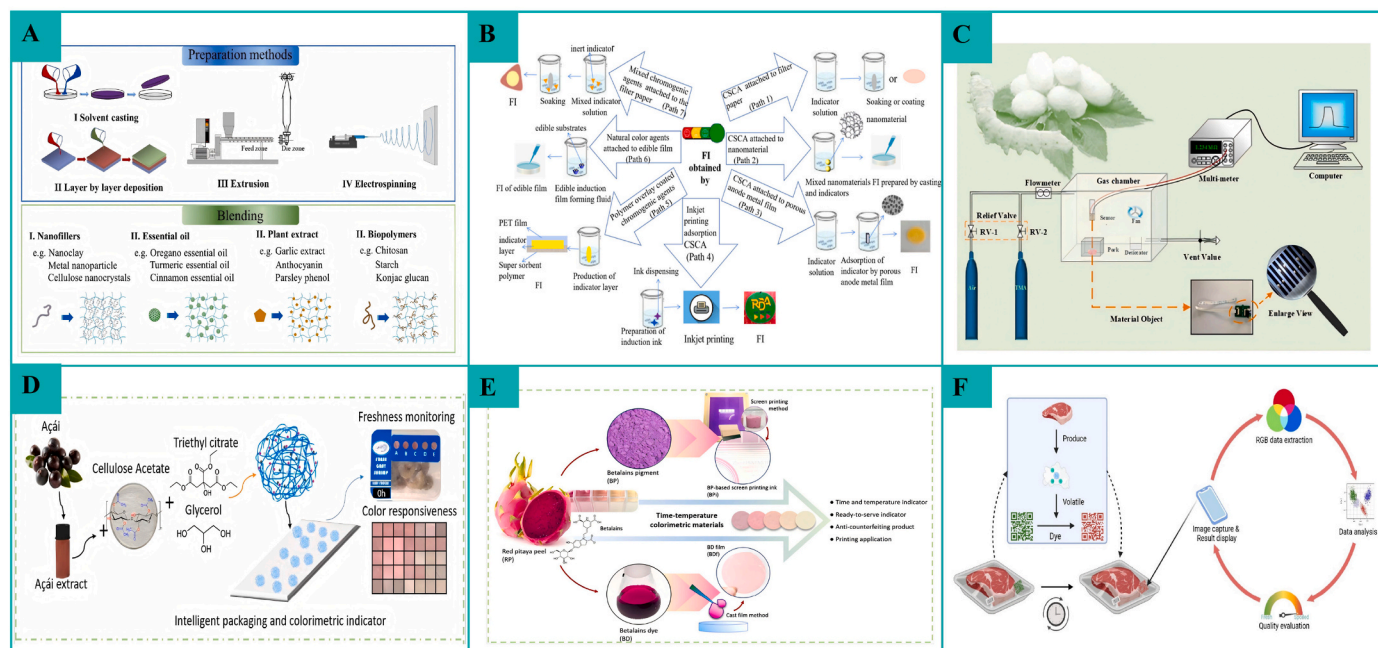 A
Preparation methods
I Solvent casting
II Layer by layer deposition
Feed zone
Die zone
III Extrusion
IV Electrospinning
Blending
I. Nanofillers
e.g. Nanoclay
Metal nanoparticle
Cellulose nanocrystals
II. Essential oil
e.g. Oregano essential oil
Turmeric essential oil
Cinnamon essential oil
II. Plant extract
e.g. Garlic extract
Anthocyanin
Parsley phenol
II. Biopolymers
e.g. Chitosan
Starch
Konjac glucan
B
inert indicator
FI
Soaking
Mixed indicator
solution
Mixed chromogenic
agents attached to the
filter paper
(Path 7)
CSCA attached to filter
paper
(Path 1)
Indicator
solution
or
Soaking or coating
edible substrates
Natural color agents
attached to edible film
(Path 6)
FI
obtained
by
CSCA attached to
nanomaterial
(Path 2)
nanomaterial
FI of edible film
Edible induction
film forming fluid
Mixed nanomaterials
and indicators
FI prepared by casting
Polymer overlay coated
chromogenic agents
(Path 5)
CSCA attached to porous
anode metal film
(Path 3)
PET film
indicator
layer
Super sorbent
polymer
FI
Production of
indicator layer
Inkjet
printing
adsorption
CSCA
(Path 4)
Indicator
solution
Adsorption of
indicator by porous
anode metal film
FI
Ink dispensing
Preparation of
induction ink
Inkjet printing
FI
C
Multi-meter
Computer
Flowmeter
Gas chamber
Relief Valve
RV-1
RV-2
Sensor
Fan
Pack
Desiccator
Vent Value
Air
TMA
Material Object
Enlarge View
D
Açaí
Açaí extract
Cellulose Acetate
Triethyl citrate
Glycerol
Freshness monitoring
0h
Color responsiveness
Intelligent packaging and colorimetric indicator
E
Red pitaya peel
(RP)
Betalains pigment
(BP)
Screen printing
method
BP-based screen printing ink
(BPi)
Betalains
Time-temperature
colorimetric materials
Time and temperature indicator
Ready-to-serve indicator
Anti-counterfeiting product
Printing application
BD film
(BDf)
Betalains dye
(BD)
Cast film method
F
Produce
Volatile
Dye
RGB data extraction
Image capture &
Result display
Data analysis
Quality evaluation